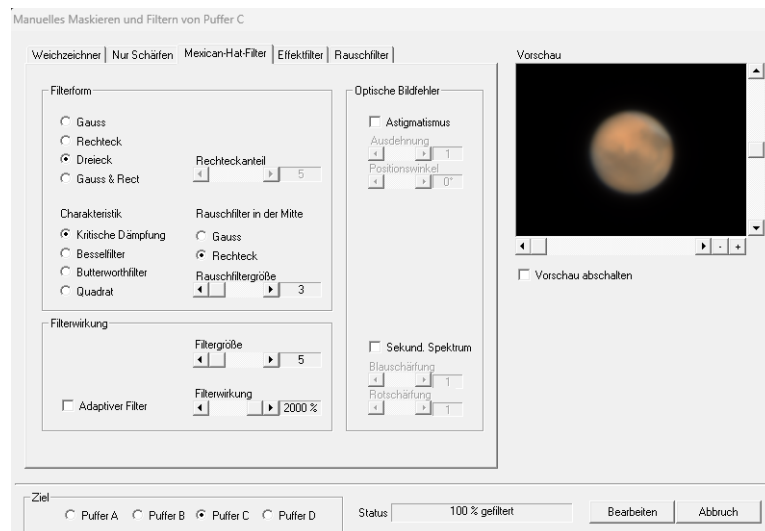 Manuelles Maskieren und Filtern von Puffer C
Weichzeichner Nur Schärfen Mexican-Hat-Filter Effektfilter Rauschfilter
Filterform
Gauss
Rechteck
Dreieck
Gauss & Rect
Rechteckanteil
5
Charakteristik
Kritische Dämpfung
Besselfilter
Butterworthfilter
Quadrat
Rauschfilter in der Mitte
Gauss
Rechteck
Rauschfiltergröße
3
Filterwirkung
Filtergröße
5
Adaptiver Filter
Filterwirkung
2000 %
Optische Bildfehler
Astigmatismus
Ausdehnung
1
Positionswinkel
0°
Sekund. Spektrum
Blauschärfung
1
Rotschärfung
1
Vorschau
- +
Vorschau abschalten
Ziel
Puffer A Puffer B Puffer C Puffer D
Status 100 % gefiltert
Bearbeiten Abbruch